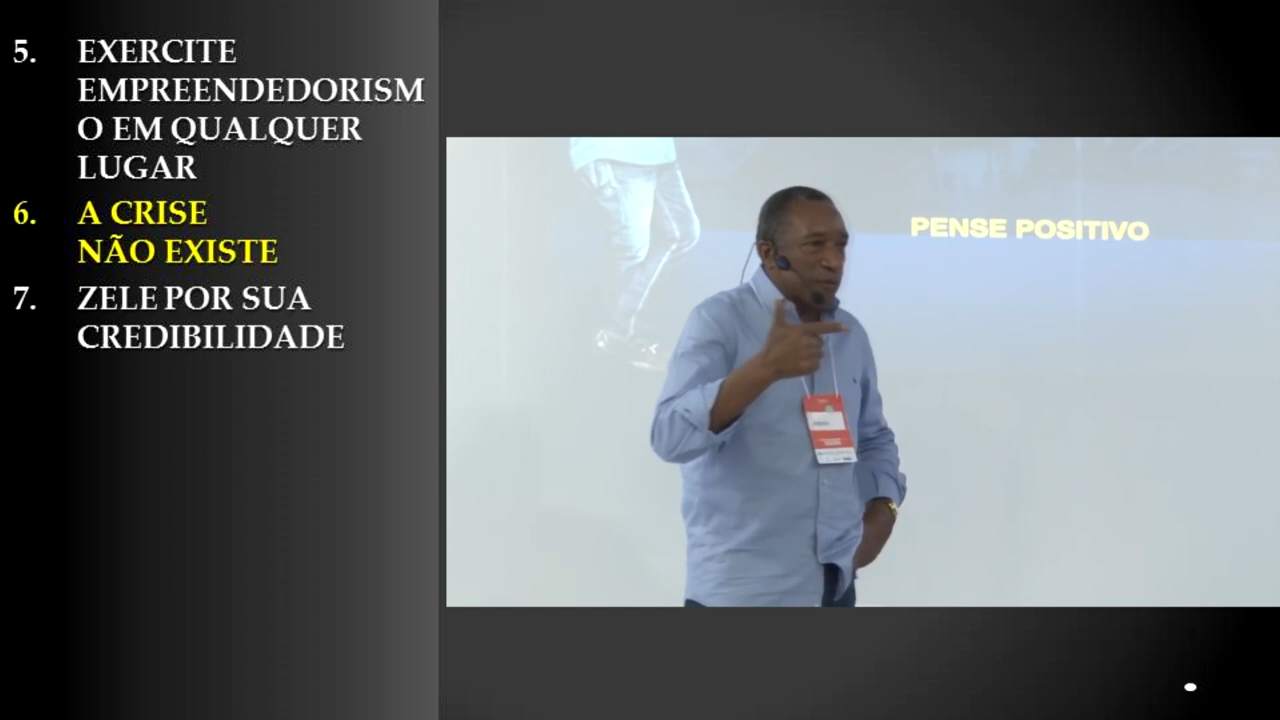 5. EXERCITE
EMPREENDEDORISM
O EM QUALQUER
LUGAR
6. A CRISE
NÃO EXISTE
7. ZELE POR SUA
CREDIBILIDADE
PENSE POSITIVO